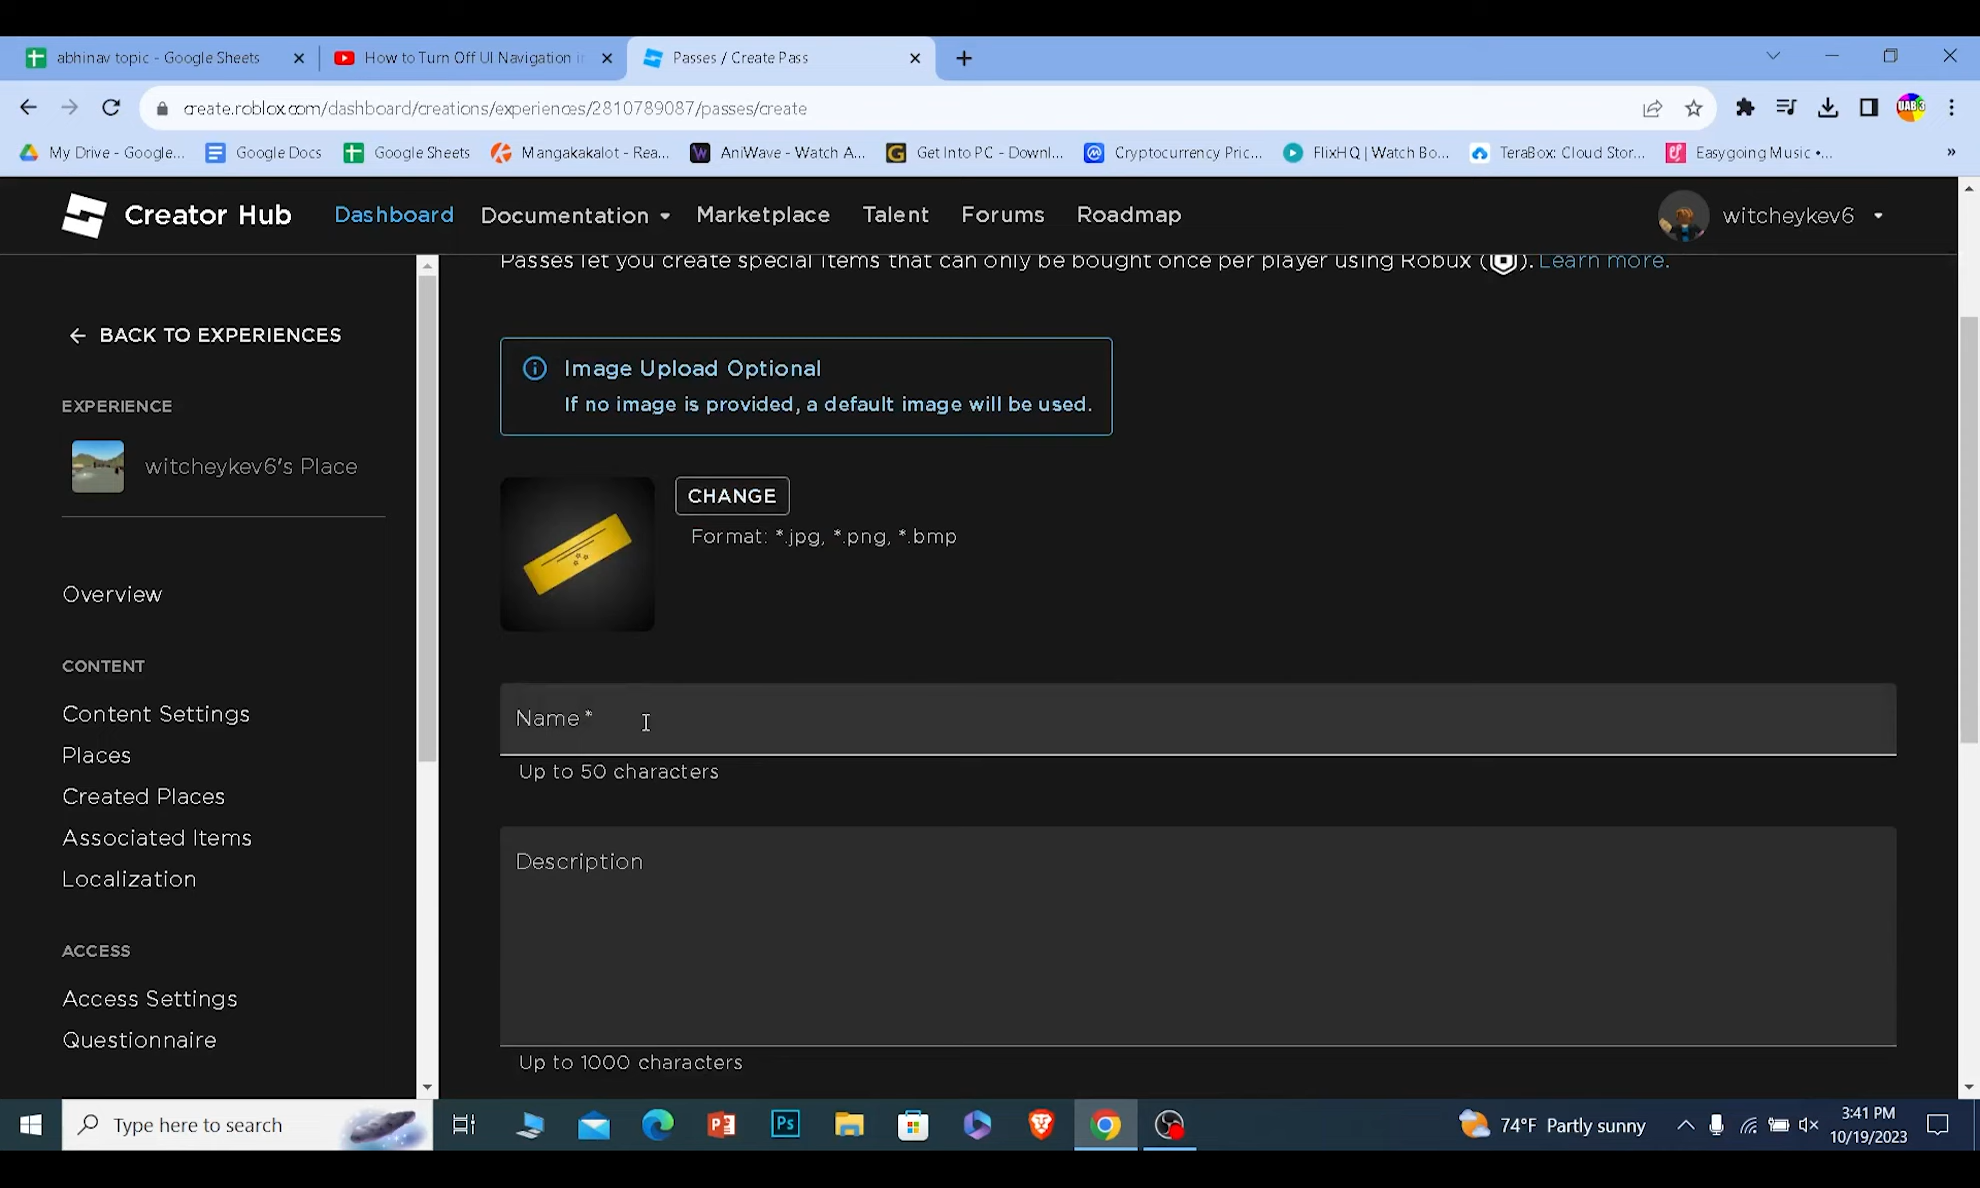 abhinav topic - Google Sheets
How to Turn Off UI Navigation i
Passes / Create Pass
create.roblox.com/dashboard/creations/experiences/2810789087/passes/create
UAB 3
My Drive - Google...
Google Docs
Google Sheets
Mangakakalot - Rea...
AniWave - Watch A...
Get Into PC - Downl...
Cryptocurrency Pric...
FlixHQ | Watch Bo...
TeraBox: Cloud Stor...
Easygoing Music •...
»
Creator Hub
Dashboard
Documentation
Marketplace
Talent
Forums
Roadmap
witcheykev6
Passes let you create special items that can only be bought once per player using Robux ( ). Learn more.
BACK TO EXPERIENCES
Image Upload Optional
If no image is provided, a default image will be used.
EXPERIENCE
witcheykev6's Place
CHANGE
Format: *.jpg, *.png, *.bmp
Overview
CONTENT
Content Settings
Places
Created Places
Associated Items
Localization
ACCESS
Access Settings
Questionnaire
Name *
Up to 50 characters
Description
Up to 1000 characters
Type here to search
Ps
74°F Partly sunny
3:41 PM
10/19/2023